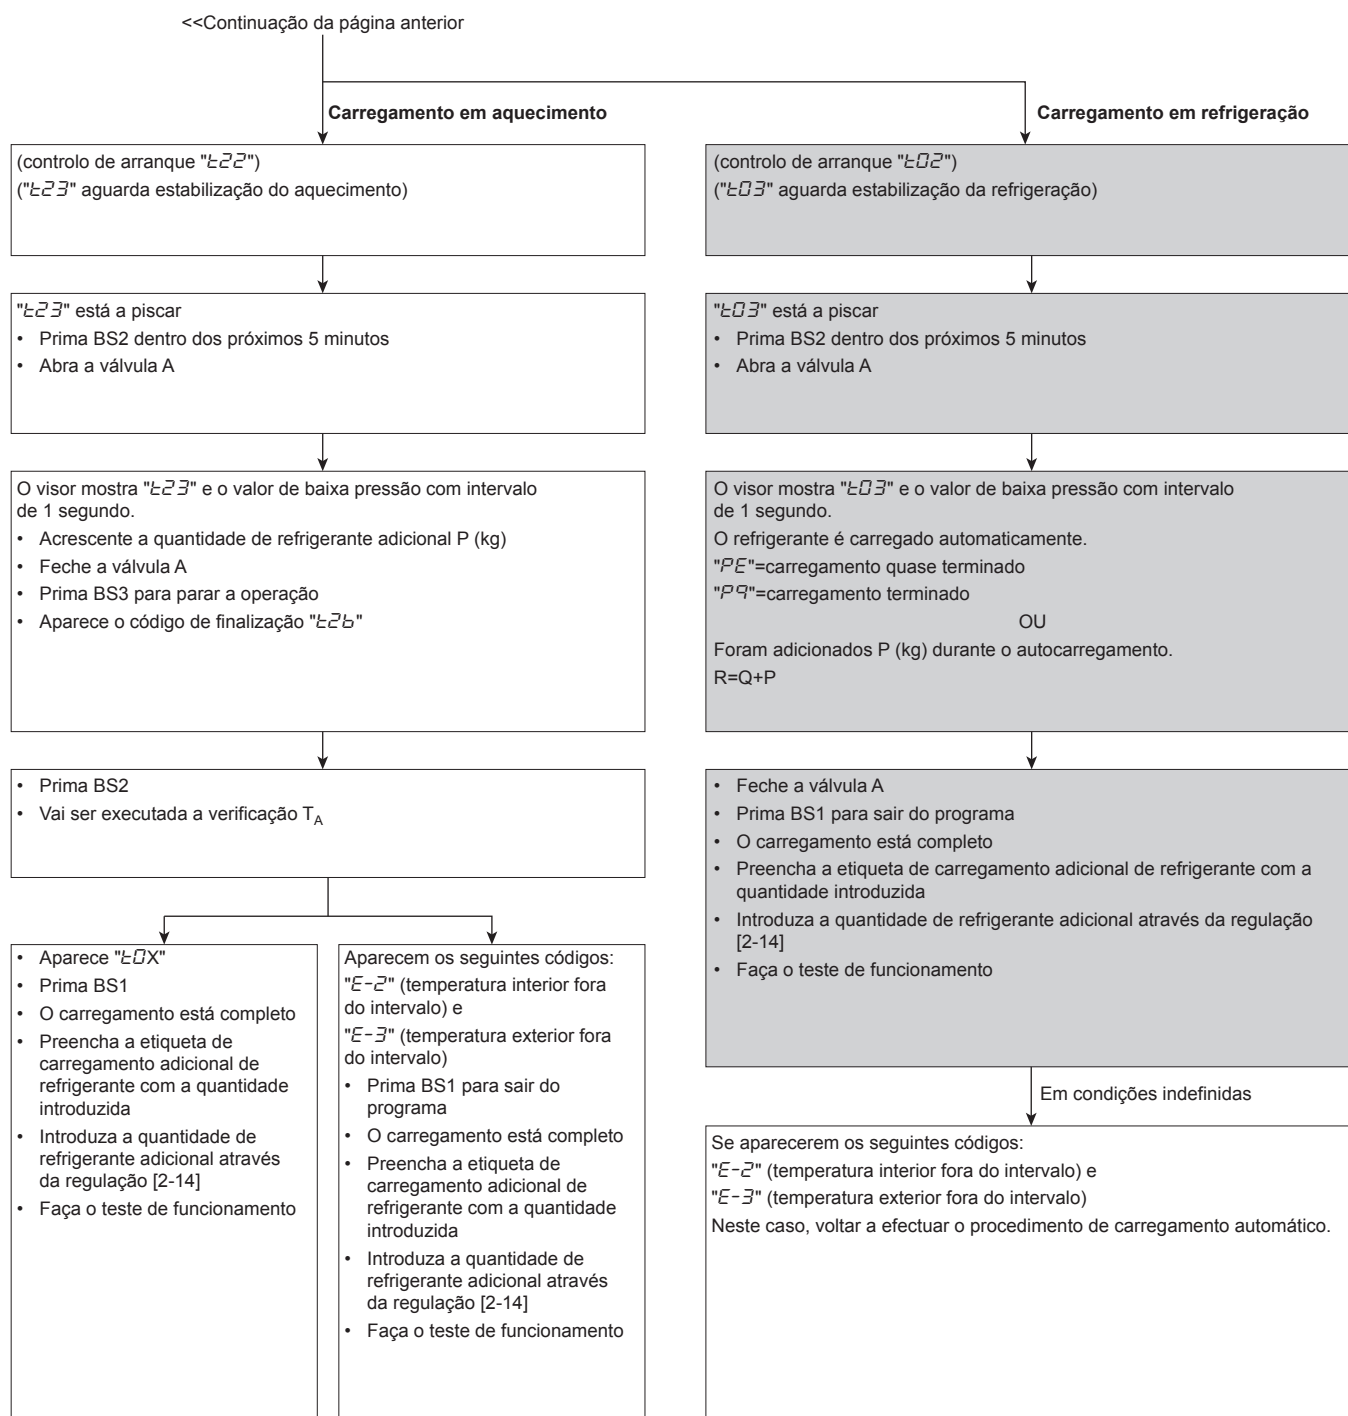 <<Continuação da página anterior
Carregamento em aquecimento
(controlo de arranque "t22")
("t23" aguarda estabilização do aquecimento)
"t23" está a piscar
• Prima BS2 dentro dos próximos 5 minutos
• Abra a válvula A
O visor mostra "t23" e o valor de baixa pressão com intervalo
de 1 segundo.
• Acrescente a quantidade de refrigerante adicional P (kg)
• Feche a válvula A
• Prima BS3 para parar a operação
• Aparece o código de finalização "t26"
• Prima BS2
• Vai ser executada a verificação TA
• Aparece "t0X"
• Prima BS1
• O carregamento está completo
• Preencha a etiqueta de
carregamento adicional de
refrigerante com a quantidade
introduzida
• Introduza a quantidade de
refrigerante adicional através
da regulação [2-14]
• Faça o teste de funcionamento
Aparecem os seguintes códigos:
"E-2" (temperatura interior fora
do intervalo) e
"E-3" (temperatura exterior fora
do intervalo)
• Prima BS1 para sair do
programa
• O carregamento está completo
• Preencha a etiqueta de
carregamento adicional de
refrigerante com a quantidade
introduzida
• Introduza a quantidade de
refrigerante adicional através
da regulação [2-14]
• Faça o teste de funcionamento
Carregamento em refrigeração
(controlo de arranque "t02")
("t03" aguarda estabilização da refrigeração)
"t03" está a piscar
• Prima BS2 dentro dos próximos 5 minutos
• Abra a válvula A
O visor mostra "t03" e o valor de baixa pressão com intervalo
de 1 segundo.
O refrigerante é carregado automaticamente.
"PE"=carregamento quase terminado
"P9"=carregamento terminado
OU
Foram adicionados P (kg) durante o autocarregamento.
R=Q+P
• Feche a válvula A
• Prima BS1 para sair do programa
• O carregamento está completo
• Preencha a etiqueta de carregamento adicional de refrigerante com a
quantidade introduzida
• Introduza a quantidade de refrigerante adicional através da regulação
[2-14]
• Faça o teste de funcionamento
Em condições indefinidas
Se aparecerem os seguintes códigos:
"E-2" (temperatura interior fora do intervalo) e
"E-3" (temperatura exterior fora do intervalo)
Neste caso, voltar a efectuar o procedimento de carregamento automático.